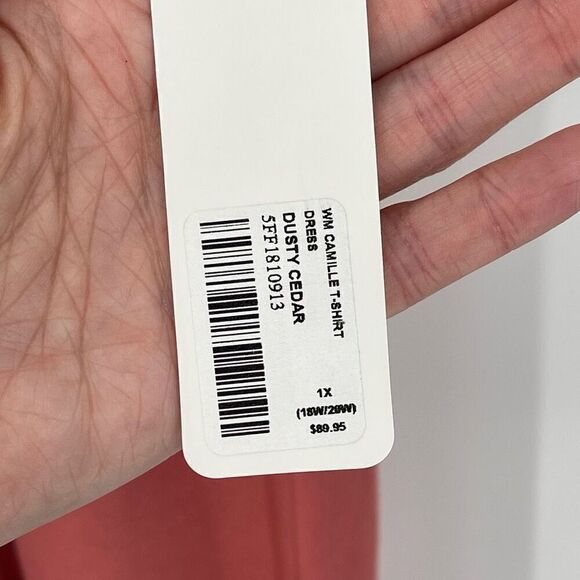 WM CAMILLE T-SHIRT
DRESS
DUSTY CEDAR
5FF1810913
1X
(18W/20W)
$89.95